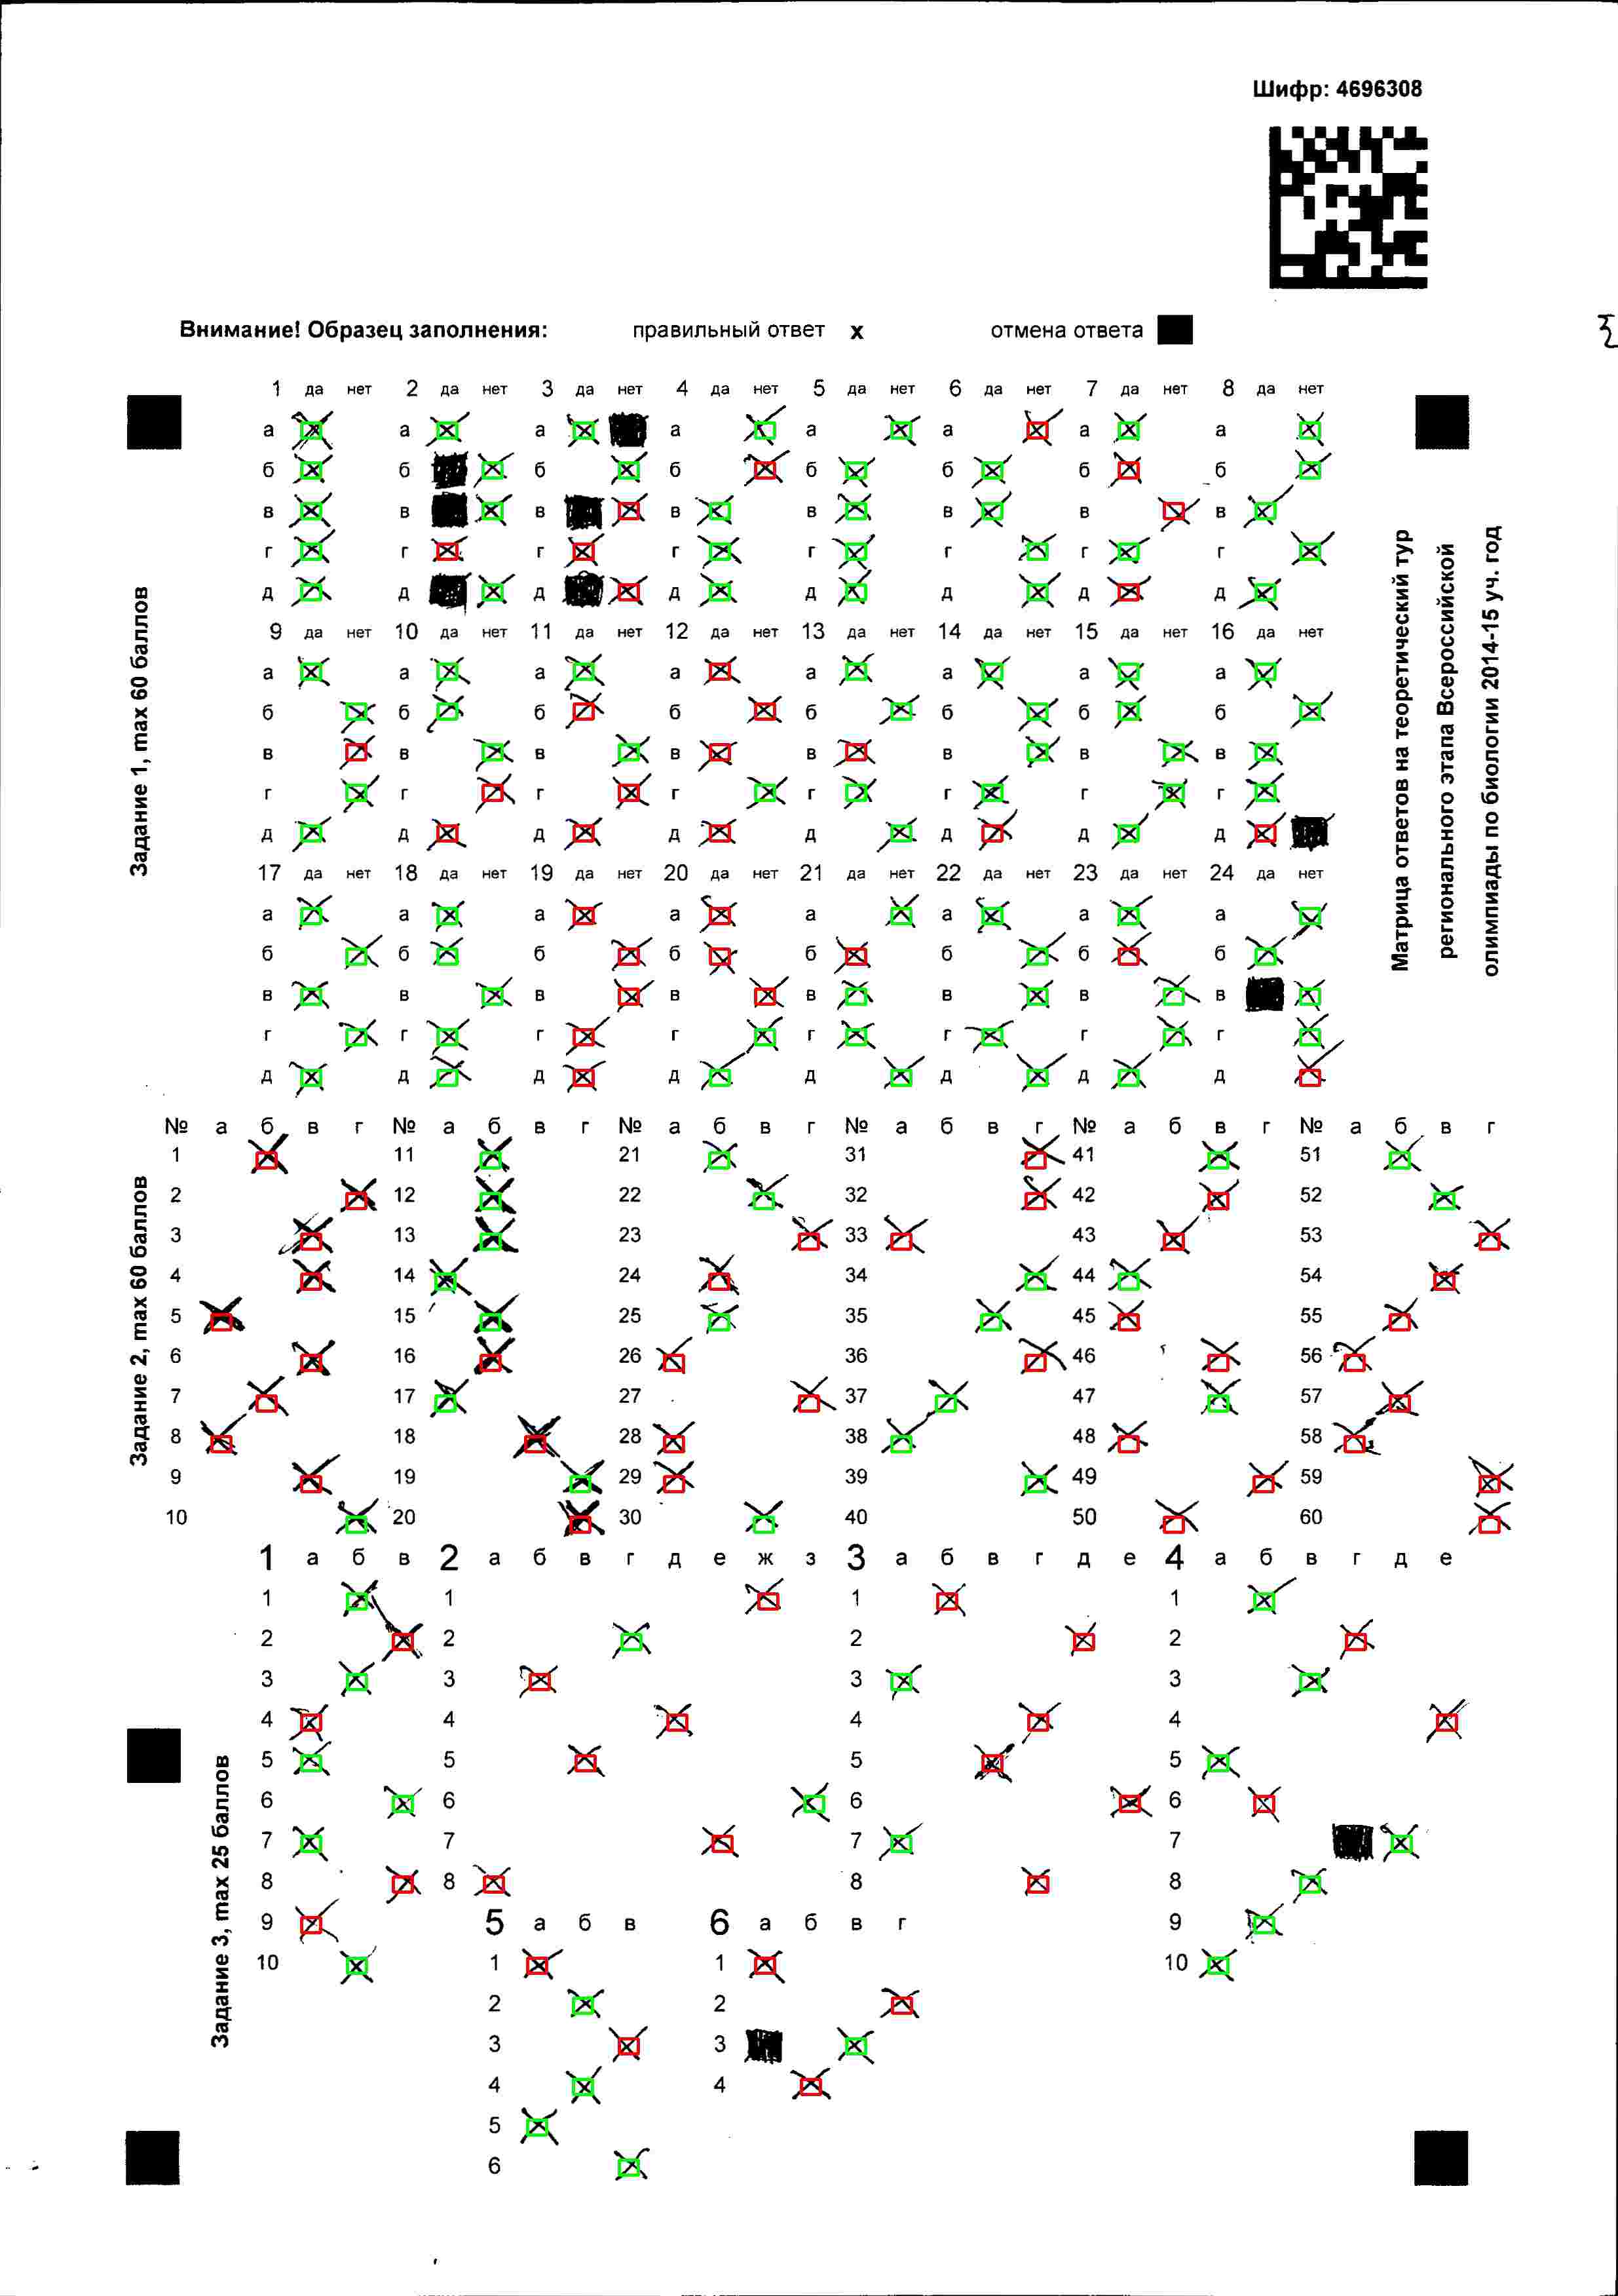 Шифр: 4696308
Внимание! Образец заполнения: правильный ответ x отмена ответа
1 да нет 2 да нет 3 да нет 4 да нет 5 да нет 6 да нет 7 да нет 8 да нет
а а а а а а а а
б б б б б б б б
в в в в в в в в
г г г г г г г г
д д д д д д д д
9 да нет 10 да нет 11 да нет 12 да нет 13 да нет 14 да нет 15 да нет 16 да нет
а а а а а а а а
б б б б б б б б
в в в в в в в в
г г г г г г г г
д д д д д д д д
17 да нет 18 да нет 19 да нет 20 да нет 21 да нет 22 да нет 23 да нет 24 да нет
а а а а а а а а
б б б б б б б б
в в в в в в в в
г г г г г г г г
д д д д д д д д
Задание 1, max 60 баллов
Матрица ответов на теоретический тур
регионального этапа Всероссийской
олимпиады по биологии 2014-15 уч. год
№ а б в г № а б в г № а б в г № а б в г № а б в г № а б в г
1 11 21 31 41 51
2 12 22 32 42 52
3 13 23 33 43 53
4 14 24 34 44 54
5 15 25 35 45 55
6 16 26 36 46 56
7 17 27 37 47 57
8 18 28 38 48 58
9 19 29 39 49 59
10 20 30 40 50 60
Задание 2, max 60 баллов
1 а б в 2 а б в г д е ж з 3 а б в г д е 4 а б в г д е
1 1 1 1
2 2 2 2
3 3 3 3
4 4 4 4
5 5 5 5
6 6 6 6
7 7 7 7
8 8 8 8
9 5 а б в 6 а б в г 9
10 1 1 10
2 2
3 3
4 4
5
6
Задание 3, max 25 баллов